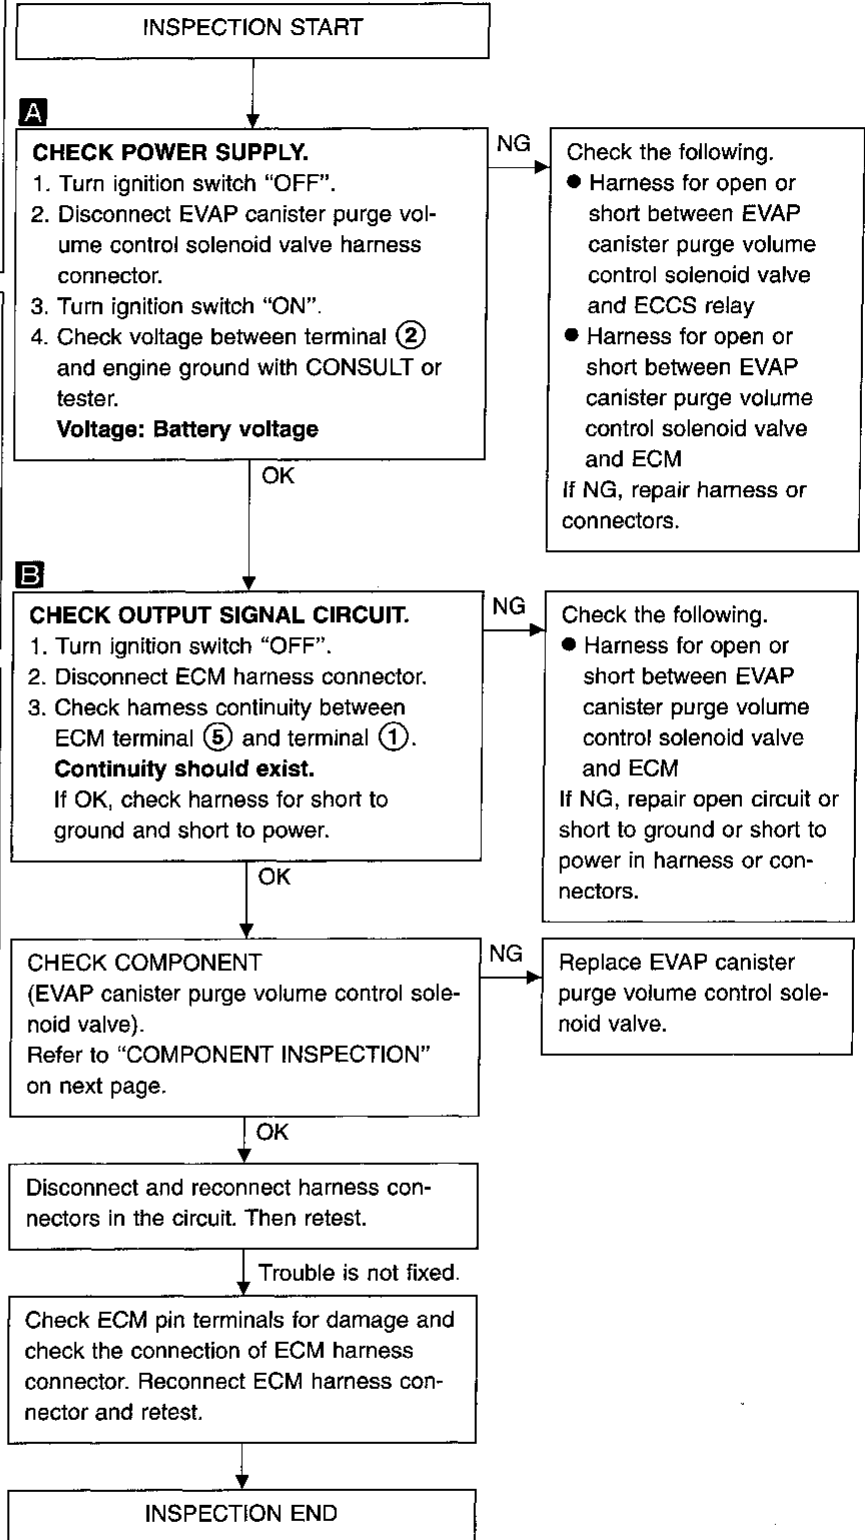 INSPECTION START
A
CHECK POWER SUPPLY.
1. Turn ignition switch “OFF”.
2. Disconnect EVAP canister purge vol-
ume control solenoid valve harness
connector.
3. Turn ignition switch “ON”.
4. Check voltage between terminal ②
and engine ground with CONSULT or
tester.
Voltage: Battery voltage
NG
Check the following.
● Harness for open or
short between EVAP
canister purge volume
control solenoid valve
and ECCS relay
● Harness for open or
short between EVAP
canister purge volume
control solenoid valve
and ECM
If NG, repair harness or
connectors.
OK
B
CHECK OUTPUT SIGNAL CIRCUIT.
1. Turn ignition switch “OFF”.
2. Disconnect ECM harness connector.
3. Check harness continuity between
ECM terminal ⑤ and terminal ①.
Continuity should exist.
If OK, check harness for short to
ground and short to power.
NG
Check the following.
● Harness for open or
short between EVAP
canister purge volume
control solenoid valve
and ECM
If NG, repair open circuit or
short to ground or short to
power in harness or con-
nectors.
OK
CHECK COMPONENT
(EVAP canister purge volume control sole-
noid valve).
Refer to “COMPONENT INSPECTION”
on next page.
NG
Replace EVAP canister
purge volume control sole-
noid valve.
OK
Disconnect and reconnect harness con-
nectors in the circuit. Then retest.
Trouble is not fixed.
Check ECM pin terminals for damage and
check the connection of ECM harness
connector. Reconnect ECM harness con-
nector and retest.
INSPECTION END